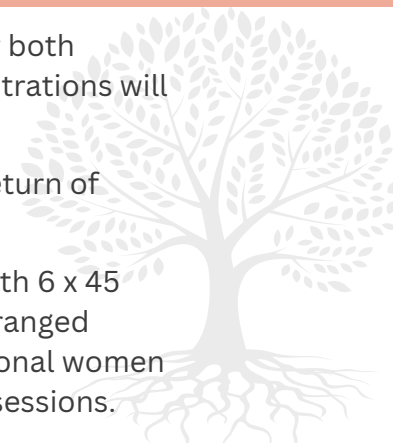 both
trations will
eturn of
th 6 x 45
ranged
onal women
sessions.